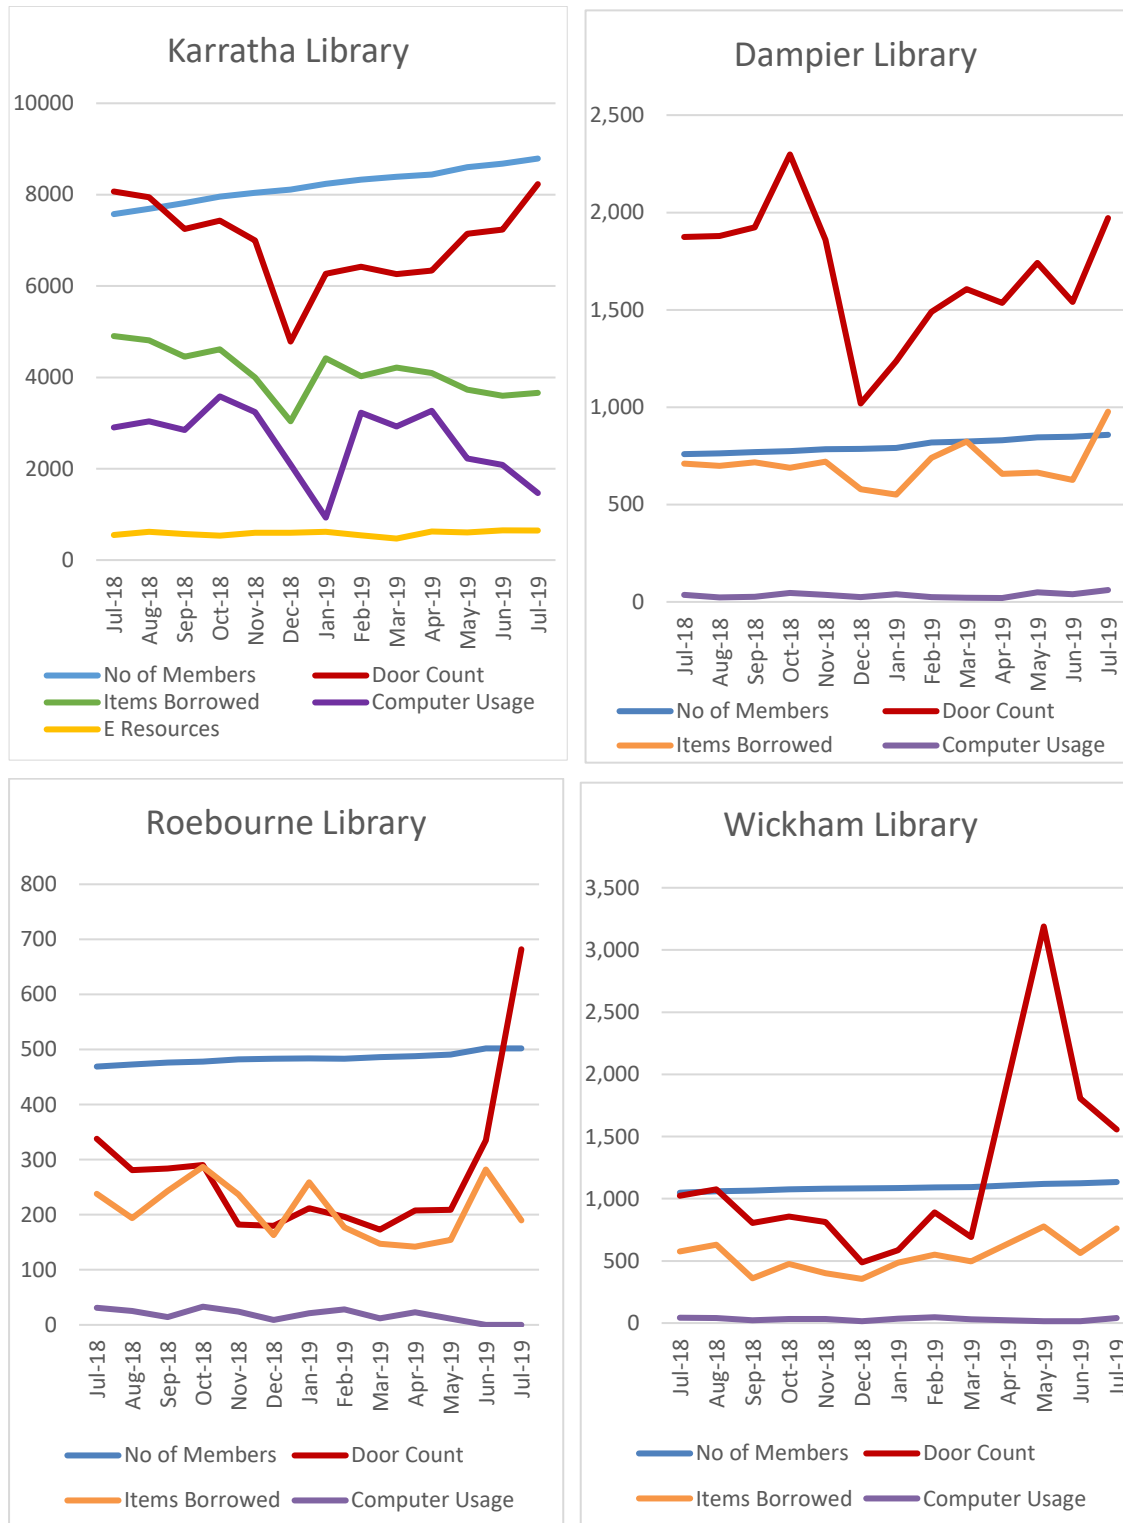 Karratha Library
10000
8000
6000
4000
2000
0
Jul-18
Aug-18
Sep-18
Oct-18
Nov-18
Dec-18
Jan-19
Feb-19
Mar-19
Apr-19
May-19
Jun-19
Jul-19
No of Members Door Count
Items Borrowed Computer Usage
E Resources
Dampier Library
2,500
2,000
1,500
1,000
500
0
Jul-18
Aug-18
Sep-18
Oct-18
Nov-18
Dec-18
Jan-19
Feb-19
Mar-19
Apr-19
May-19
Jun-19
Jul-19
No of Members Door Count
Items Borrowed Computer Usage
Roebourne Library
800
700
600
500
400
300
200
100
0
Jul-18
Aug-18
Sep-18
Oct-18
Nov-18
Dec-18
Jan-19
Feb-19
Mar-19
Apr-19
May-19
Jun-19
Jul-19
No of Members Door Count
Items Borrowed Computer Usage
Wickham Library
3,500
3,000
2,500
2,000
1,500
1,000
500
0
Jul-18
Aug-18
Sep-18
Oct-18
Nov-18
Dec-18
Jan-19
Feb-19
Mar-19
Apr-19
May-19
Jun-19
Jul-19
No of Members Door Count
Items Borrowed Computer Usage